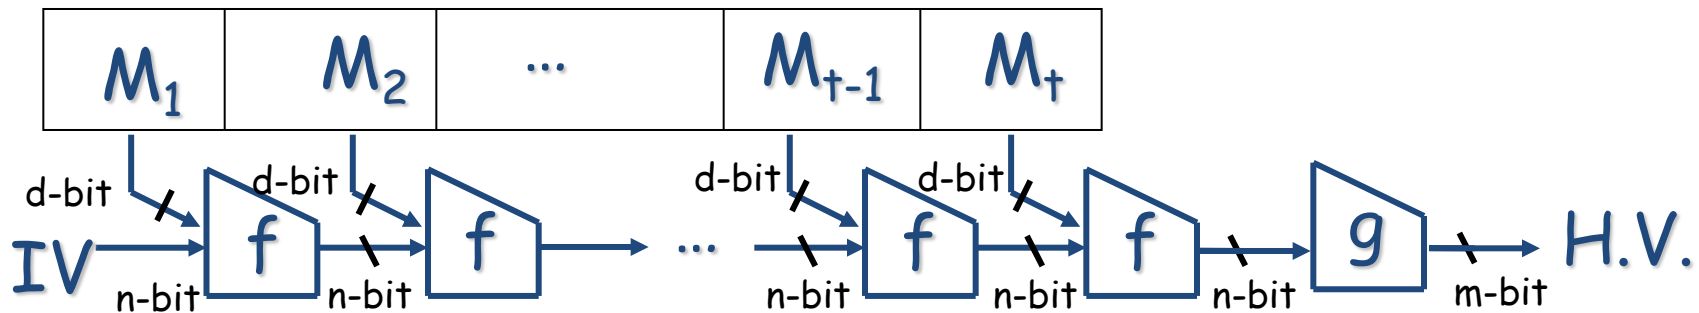 M1 M2 ... Mt-1 Mt
d-bit d-bit d-bit d-bit
IV f f ... f f g H.V.
n-bit n-bit n-bit n-bit n-bit m-bit